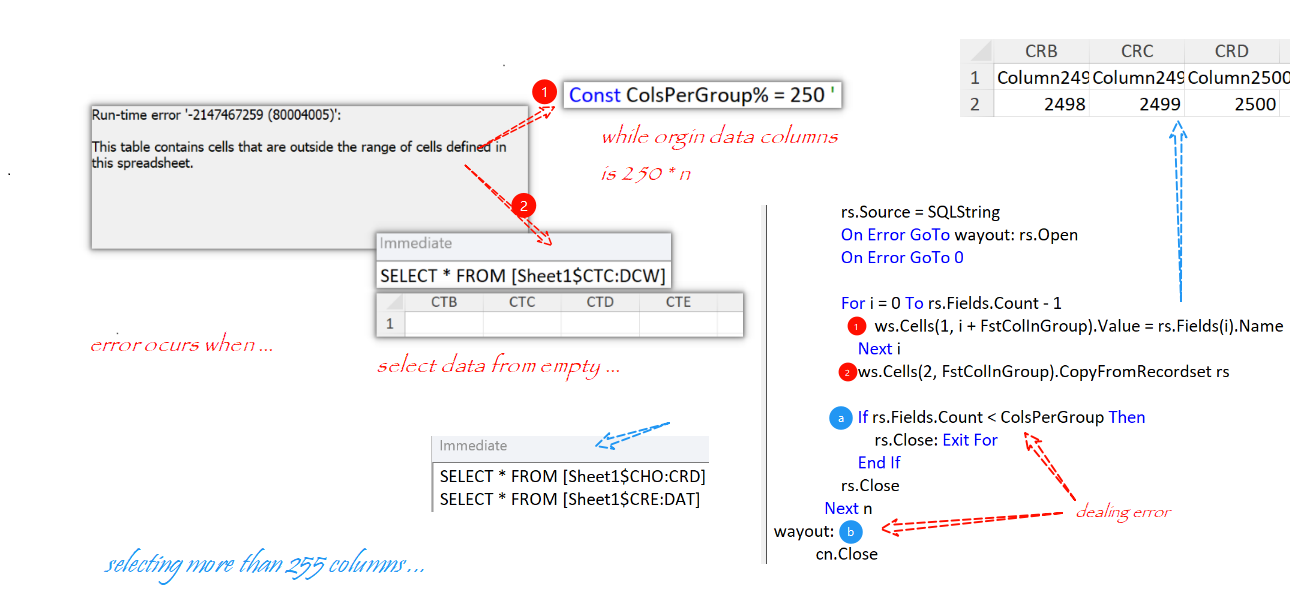 CRB CRC CRD
1 Column249 Column249 Column2500
2 2498 2499 2500
1 Const ColsPerGroup% = 250 '
while orgin data columns
is 250 * n
Run-time error '-2147467259 (80004005)':
This table contains cells that are outside the range of cells defined in
this spreadsheet.
2
Immediate
SELECT * FROM [Sheet1$CTC:DCW]
CTB CTC CTD CTE
1
error ocurs when ...
select data from empty ...
Immediate
SELECT * FROM [Sheet1$CHO:CRD]
SELECT * FROM [Sheet1$CRE:DAT]
selecting more than 255 columns ...
rs.Source = SQLString
On Error GoTo wayout: rs.Open
On Error GoTo 0
For i = 0 To rs.Fields.Count - 1
1 ws.Cells(1, i + FstColInGroup).Value = rs.Fields(i).Name
Next i
2 ws.Cells(2, FstColInGroup).CopyFromRecordset rs
a If rs.Fields.Count < ColsPerGroup Then
rs.Close: Exit For
End If
rs.Close
Next n
wayout: b
cn.Close
dealing error